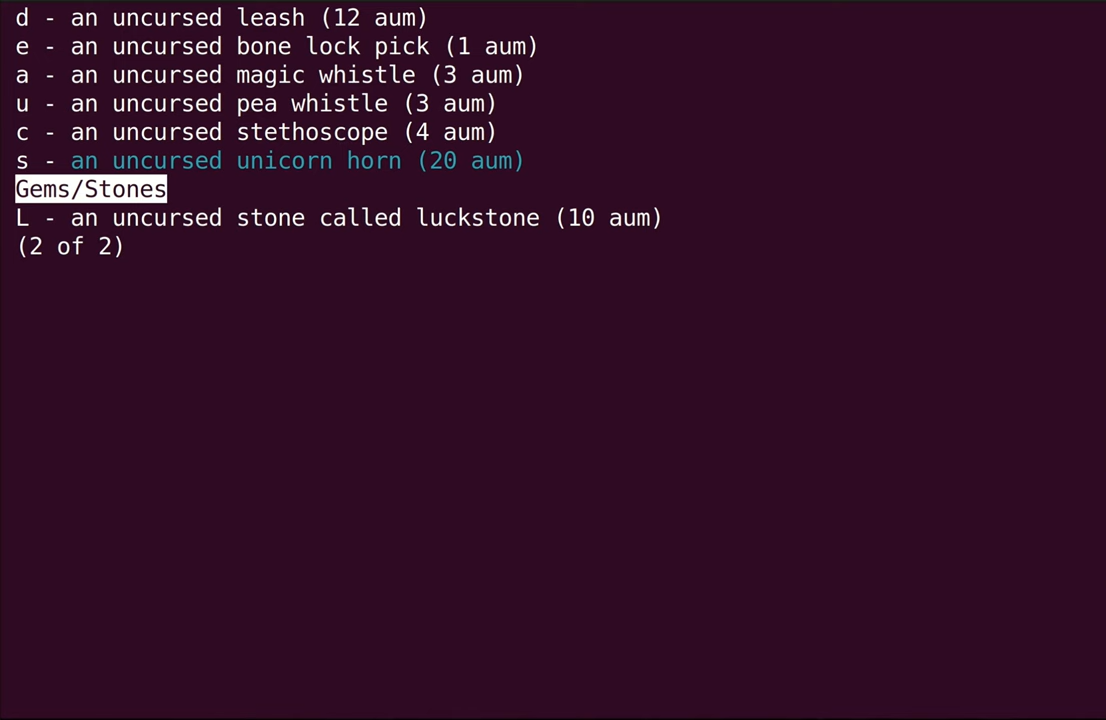 d - an uncursed leash (12 aum)
e - an uncursed bone lock pick (1 aum)
a - an uncursed magic whistle (3 aum)
u - an uncursed pea whistle (3 aum)
c - an uncursed stethoscope (4 aum)
s - an uncursed unicorn horn (20 aum)
Gems/Stones
L - an uncursed stone called luckstone (10 aum)
(2 of 2)